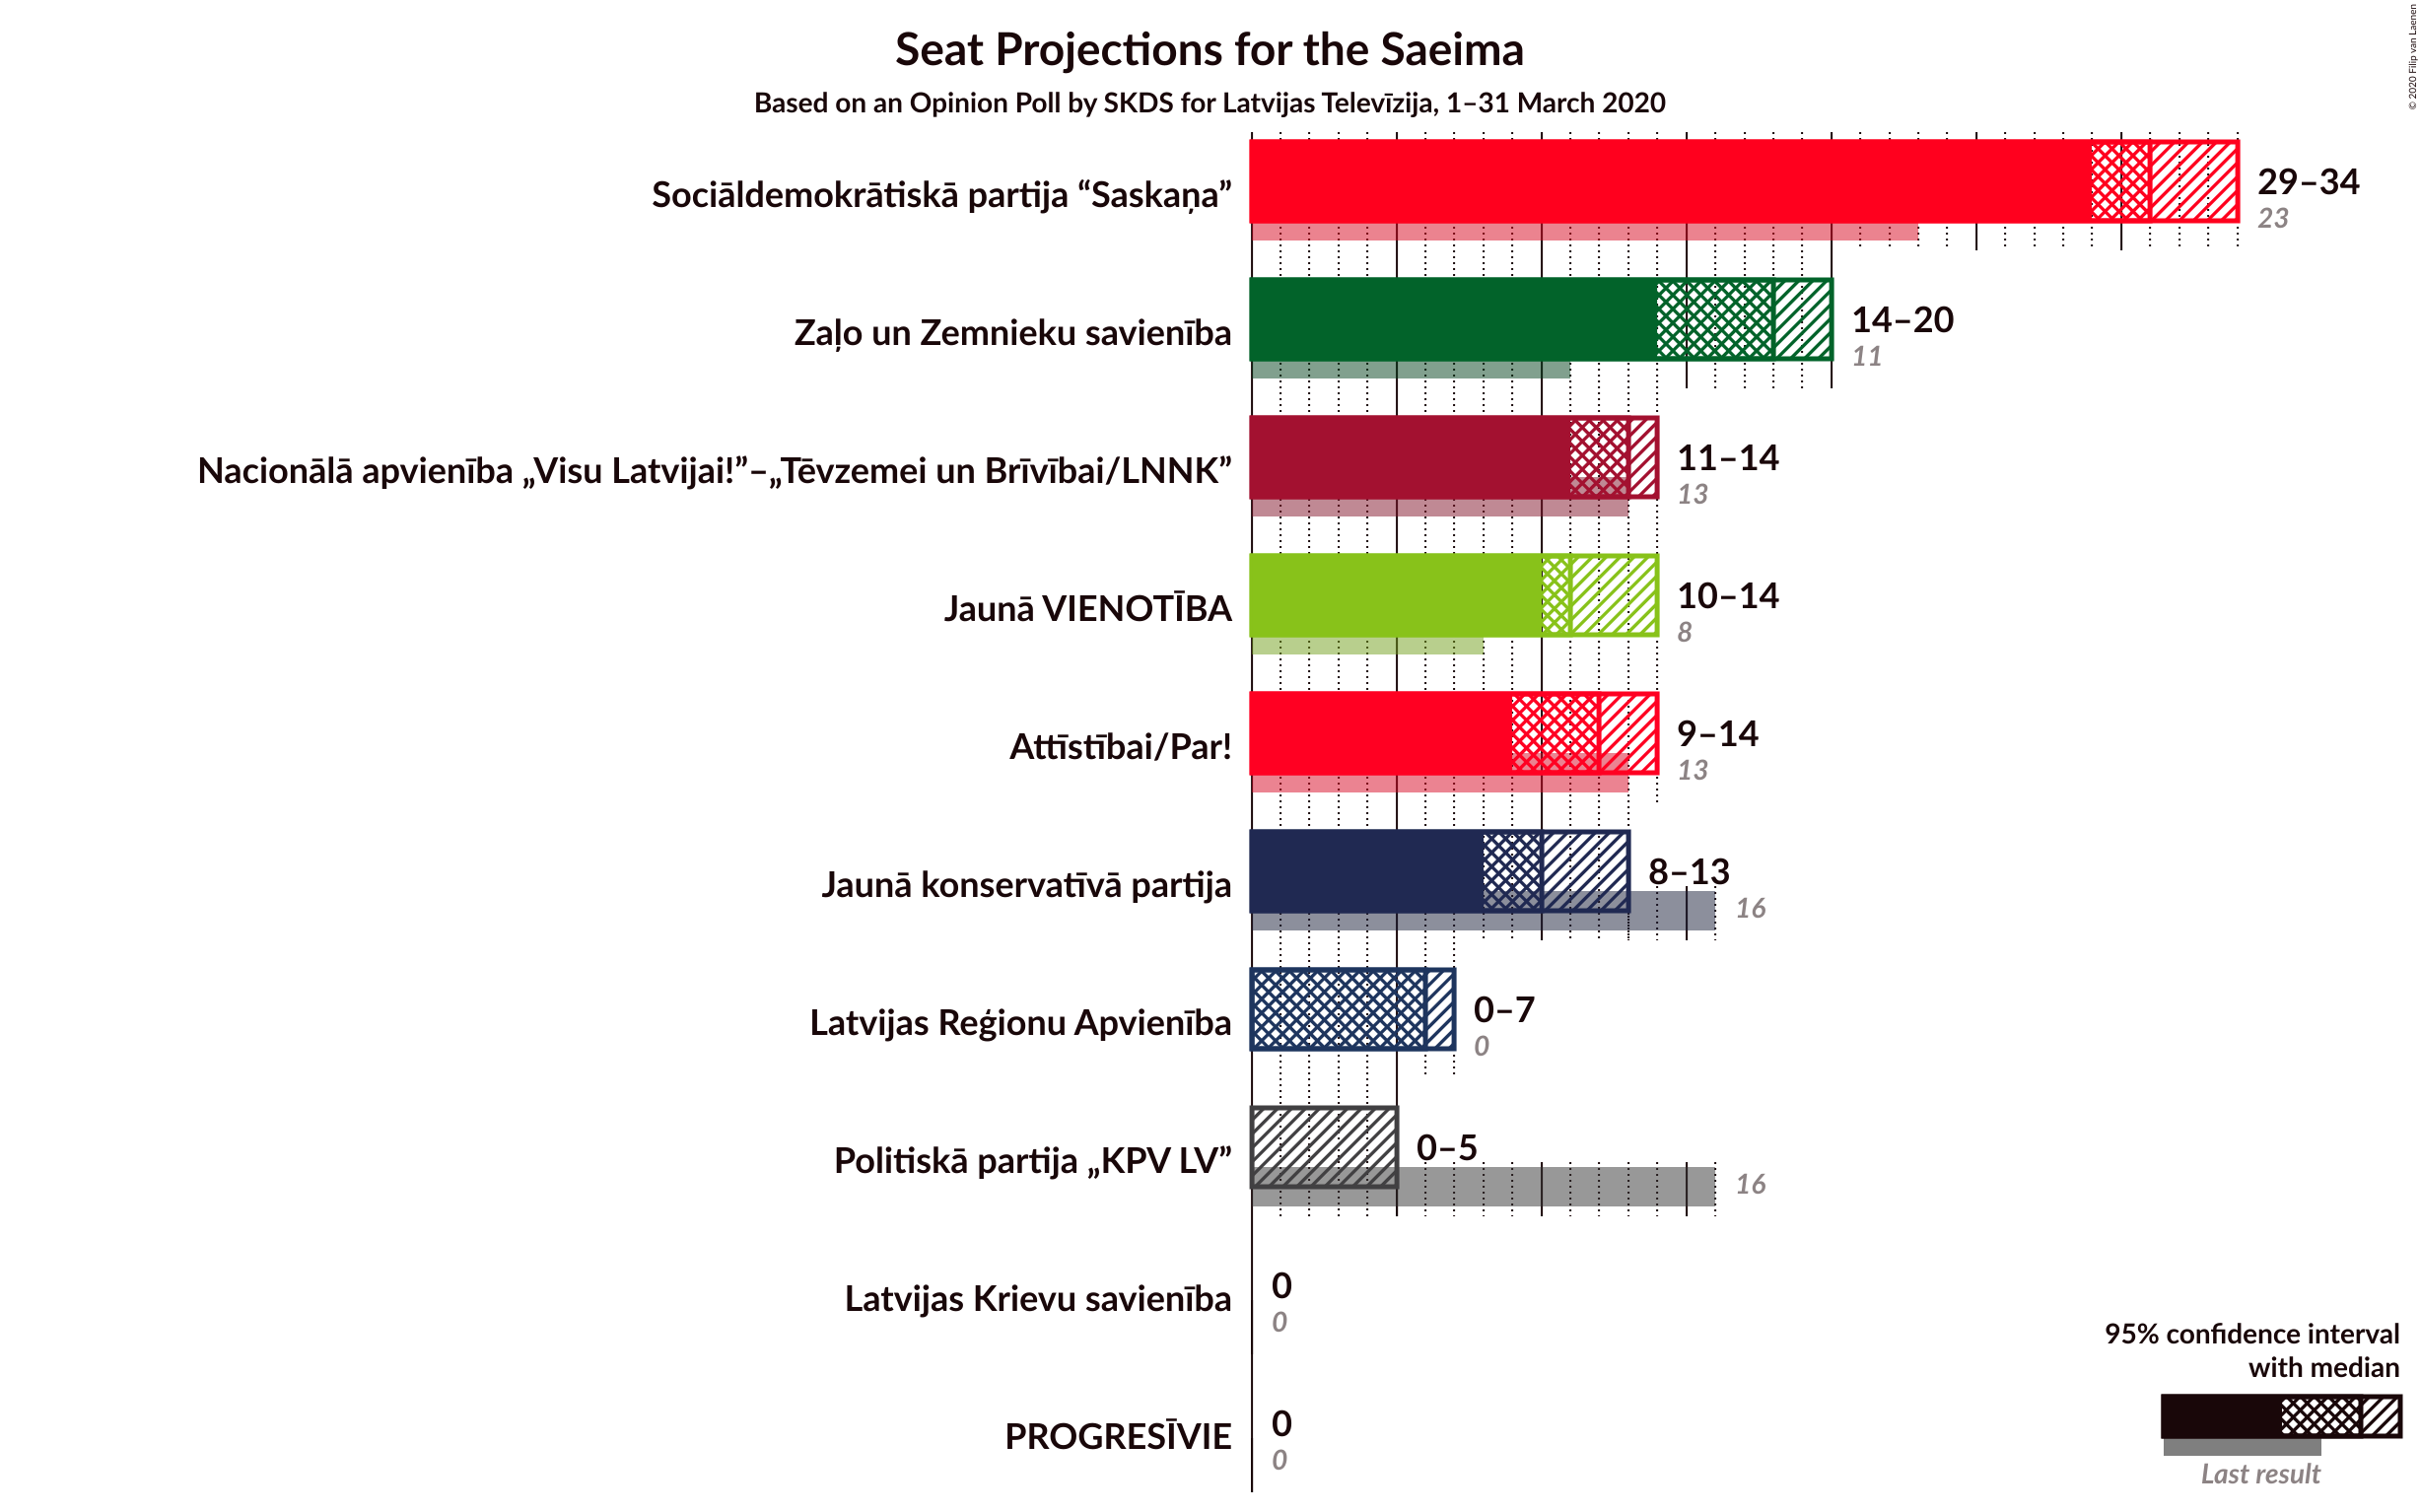 Seat Projections for the Saeima
Based on an Opinion Poll by SKDS for Latvijas Televīzija, 1–31 March 2020
© 2020 Filip van Laenen
Sociāldemokrātiskā partija “Saskaņa”
29–34
23
Zaļo un Zemnieku savienība
14–20
11
Nacionālā apvienība „Visu Latvijai!”–„Tēvzemei un Brīvībai/LNNK”
11–14
13
Jaunā VIENOTĪBA
10–14
8
Attīstībai/Par!
9–14
13
Jaunā konservatīvā partija
8–13
16
Latvijas Reģionu Apvienība
0–7
0
Politiskā partija „KPV LV”
0–5
16
Latvijas Krievu savienība
0
0
PROGRESĪVIE
0
0
95% confidence interval
with median
Last result